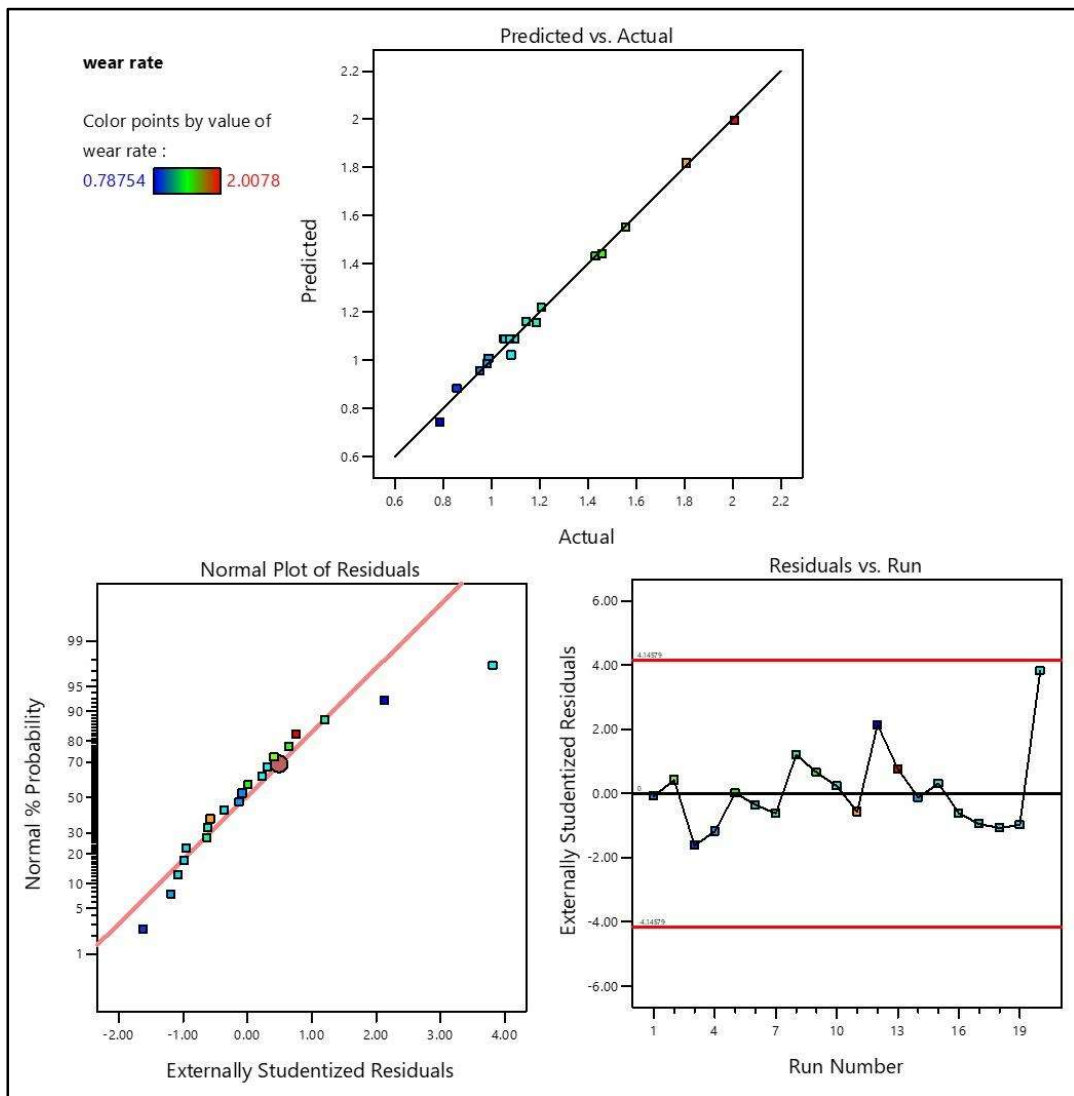 Predicted vs. Actual
wear rate
Color points by value of
wear rate :
0.78754 2.0078
Predicted
2.2
2
1.8
1.6
1.4
1.2
1
0.8
0.6
0.6 0.8 1 1.2 1.4 1.6 1.8 2 2.2
Actual
Normal Plot of Residuals
Normal % Probability
99
95
90
80
70
50
30
20
10
5
1
-2.00 -1.00 0.00 1.00 2.00 3.00 4.00
Externally Studentized Residuals
Residuals vs. Run
Externally Studentized Residuals
6.00
4.00
2.00
0.00
-2.00
-4.00
-6.00
4.14579
0
-4.14579
1 4 7 10 13 16 19
Run Number